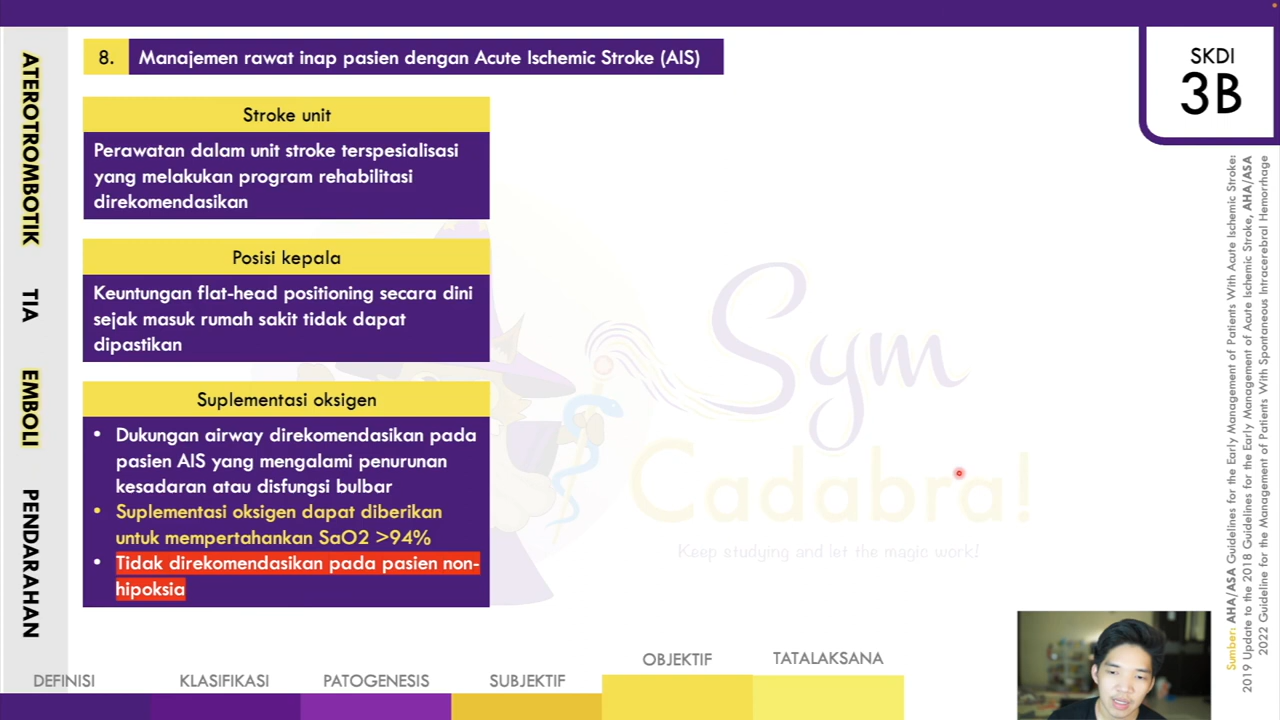 8. Manajemen rawat inap pasien dengan Acute Ischemic Stroke (AIS)
SKDI
3B
ATEROTROMBOTIK
TIA
EMBOLI
PENDARAHAN
Stroke unit
Perawatan dalam unit stroke terspesialisasi
yang melakukan program rehabilitasi
direkomendasikan
Posisi kepala
Keuntungan flat-head positioning secara dini
sejak masuk rumah sakit tidak dapat
dipastikan
Suplementasi oksigen
• Dukungan airway direkomendasikan pada
pasien AIS yang mengalami penurunan
kesadaran atau disfungsi bulbar
• Suplementasi oksigen dapat diberikan
untuk mempertahankan SaO2 >94%
• Tidak direkomendasikan pada pasien non-
hipoksia
Sym
Cadabra!
Keep studying and let the magic work!
Sumber: AHA/ASA Guidelines for the Early Management of Patients With Acute Ischemic Stroke:
2019 Update to the 2018 Guidelines for the Early Management of Acute Ischemic Stroke, AHA/ASA
2022 Guideline for the Management of Patients With Spontaneous Intracerebral Hemorrhage
DEFINISI
KLASIFIKASI
PATOGENESIS
SUBJEKTIF
OBJEKTIF
TATALAKSANA